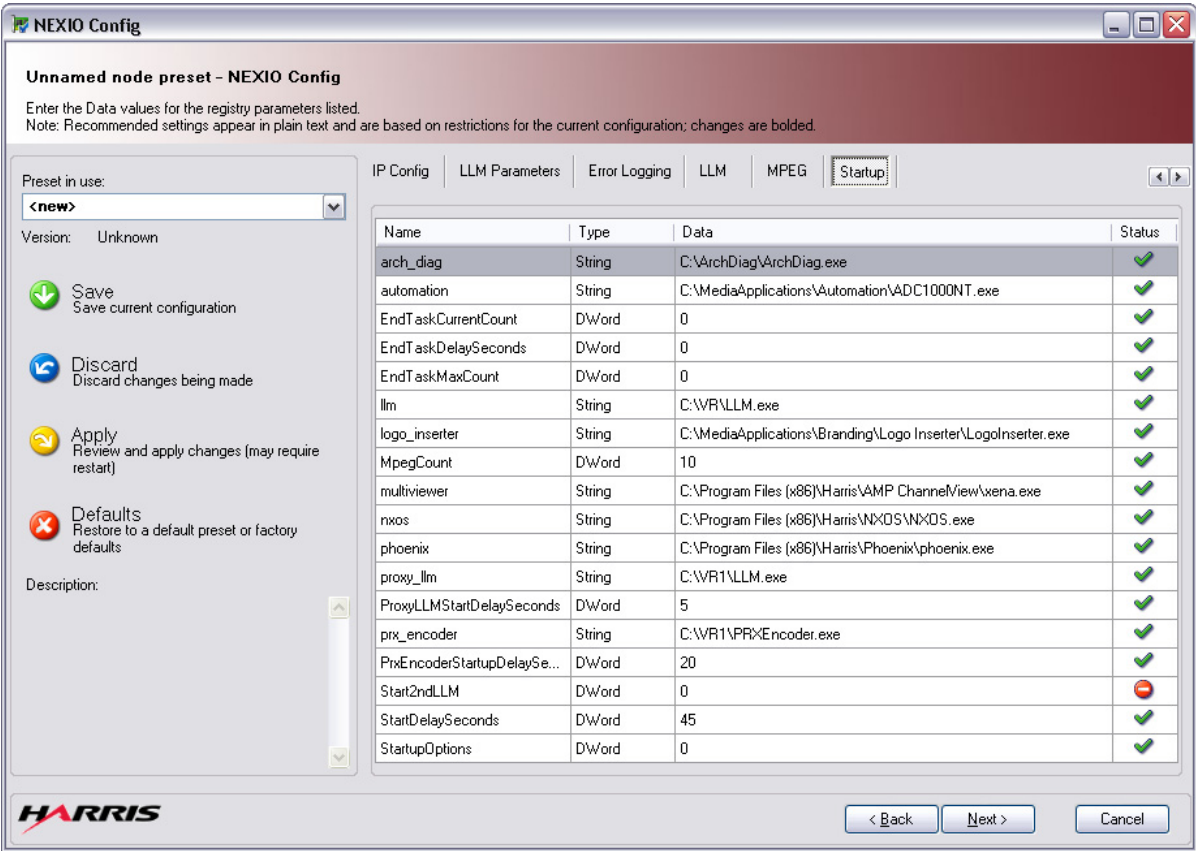 NEXIO Config
Unnamed node preset - NEXIO Config
Enter the Data values for the registry parameters listed.
Note: Recommended settings appear in plain text and are based on restrictions for the current configuration; changes are bolded.
Preset in use:
<new>
Version: Unknown
Save
Save current configuration
Discard
Discard changes being made
Apply
Review and apply changes (may require
restart)
Defaults
Restore to a default preset or factory
defaults
Description:
IP Config LLM Parameters Error Logging LLM MPEG Startup
Name Type Data Status
arch_diag String C:\ArchDiag\ArchDiag.exe
automation String C:\MediaApplications\Automation\ADC1000NT.exe
EndTaskCurrentCount DWord 0
EndTaskDelaySeconds DWord 0
EndTaskMaxCount DWord 0
llm String C:\VR\LLM.exe
logo_inserter String C:\MediaApplications\Branding\Logo Inserter\LogoInserter.exe
MpegCount DWord 10
multiviewer String C:\Program Files (x86)\Harris\AMP ChannelView\xena.exe
nxos String C:\Program Files (x86)\Harris\NXOS\NXOS.exe
phoenix String C:\Program Files (x86)\Harris\Phoenix\phoenix.exe
proxy_llm String C:\VR1\LLM.exe
ProxyLLMStartDelaySeconds DWord 5
prx_encoder String C:\VR1\PRXEncoder.exe
PrxEncoderStartupDelaySe... DWord 20
Start2ndLLM DWord 0
StartDelaySeconds DWord 45
StartupOptions DWord 0
HARRIS
< Back Next > Cancel